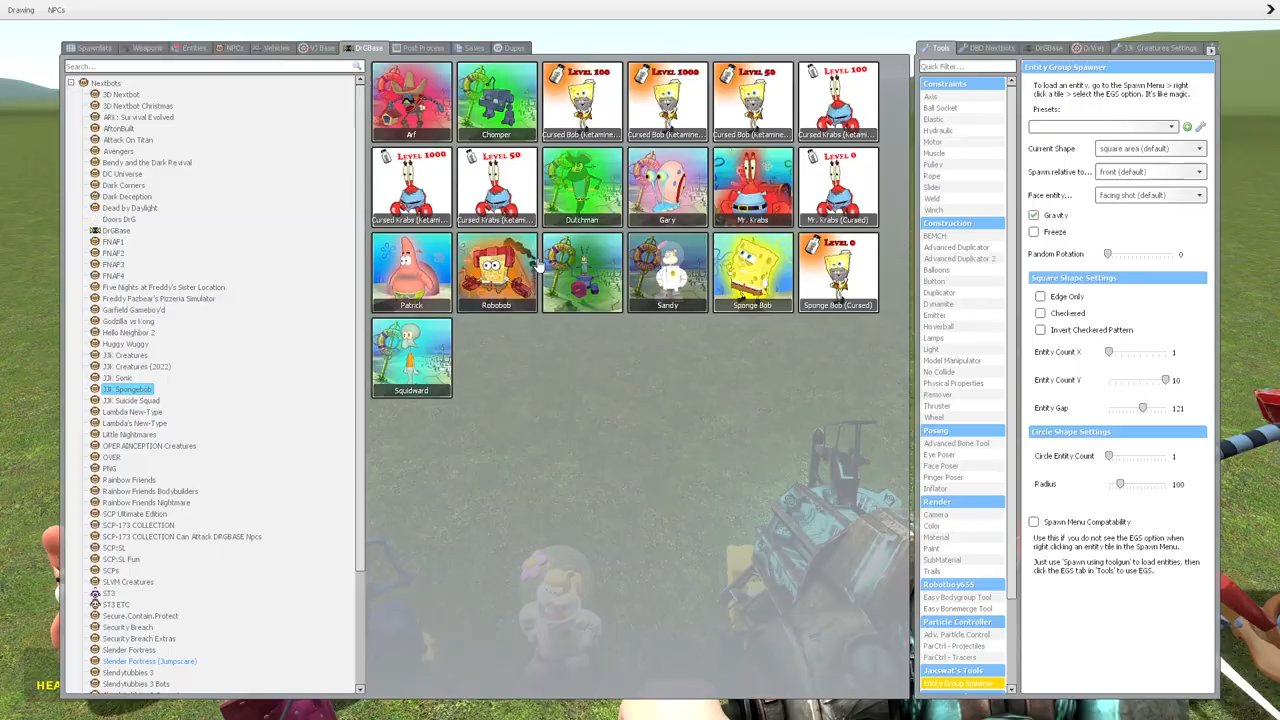 Drawing NPCs
Spawnlists Weapons Entities NPCs Vehicles VJ Base DrGBase Post Process Saves Dupes
Search...
Nextbots
3D Nextbot
3D Nextbot Christmas
ARK: Survival Evolved
AftonBuilt
Attack On Titan
Avengers
Bendy and the Dark Revival
DC Universe
Dark Corners
Dark Deception
Dead by Daylight
Doors DrG
DrGBase
FNAF1
FNAF2
FNAF3
FNAF4
Five Nights at Freddy's Sister Location
Freddy Fazbear's Pizzeria Simulator
Garfield Gameboy'd
Godzilla vs Kong
Hello Neighbor 2
Huggy Wuggy
JJK Creatures
JJK Creatures (2022)
JJK Sonic
JJK Spongebob
JJK Suicide Squad
Lambda New-Type
Lambda's New-Type
Little Nightmares
OPERAINCEPTION Creatures
OVER
PNG
Rainbow Friends
Rainbow Friends Bodybuilders
Rainbow Friends Nightmare
SCP Ultimate Edition
SCP-173 COLLECTION
SCP-173 COLLECTION Can Attack DRGBASE Npcs
SCP:SL
SCP:SL Fun
SCPs
SLVM Creatures
ST3
ST3 ETC
Secure.Contain.Protect
Security Breach
Security Breach Extras
Slender Fortress
Slender Fortress (Jumpscare)
Slendytubbies 3
Slendytubbies 3 Bots
HEA
LEVEL 100 LEVEL 1000 LEVEL 50 LEVEL 100
Arf Chomper Cursed Bob (Ketamine... Cursed Bob (Ketamine... Cursed Bob (Ketamine... Cursed Krabs (Ketami...
LEVEL 1000 LEVEL 50 LEVEL 0
Cursed Krabs (Ketami... Cursed Krabs (Ketami... Dutchman Gary Mr. Krabs Mr. Krabs (Cursed)
LEVEL 0
Patrick Robobob Sandy Sponge Bob Sponge Bob (Cursed)
Squidward
Tools DBD Nextbots DrGBase DrVrej JJK Creatures Settings
Quick Filter...
Constraints
Axis
Ball Socket
Elastic
Hydraulic
Motor
Muscle
Pulley
Rope
Slider
Weld
Winch
Construction
BEMCH
Advanced Duplicator
Advanced Duplicator 2
Balloons
Button
Duplicator
Dynamite
Emitter
Hoverball
Lamps
Light
Model Manipulator
No Collide
Physical Properties
Remover
Thruster
Wheel
Posing
Advanced Bone Tool
Eye Poser
Face Poser
Finger Poser
Inflator
Render
Camera
Color
Material
Paint
SubMaterial
Trails
Robotboy655
Easy Bodygroup Tool
Easy Bonemerge Tool
Particle Controller
Adv. Particle Control
ParCtrl - Projectiles
ParCtrl - Tracers
Jaxswat's Tools
Entity Group Spawner
Entity Group Spawner
To load an entity, go to the Spawn Menu > right
click a tile > select the EGS option. It's like magic.
Presets:
Current Shape square area (default)
Spawn relative to... front (default)
Face entity... facing shot (default)
Gravity
Freeze
Random Rotation 0
Square Shape Settings
Edge Only
Checkered
Invert Checkered Pattern
Entity Count X 1
Entity Count Y 10
Entity Gap 121
Circle Shape Settings
Circle Entity Count 1
Radius 100
Spawn Menu Compatability
Use this if you do not see the EGS option when
right clicking an entity tile in the Spawn Menu.
Just use 'Spawn using toolgun' to load entities, then
click the EGS tab in 'Tools' to use EGS.